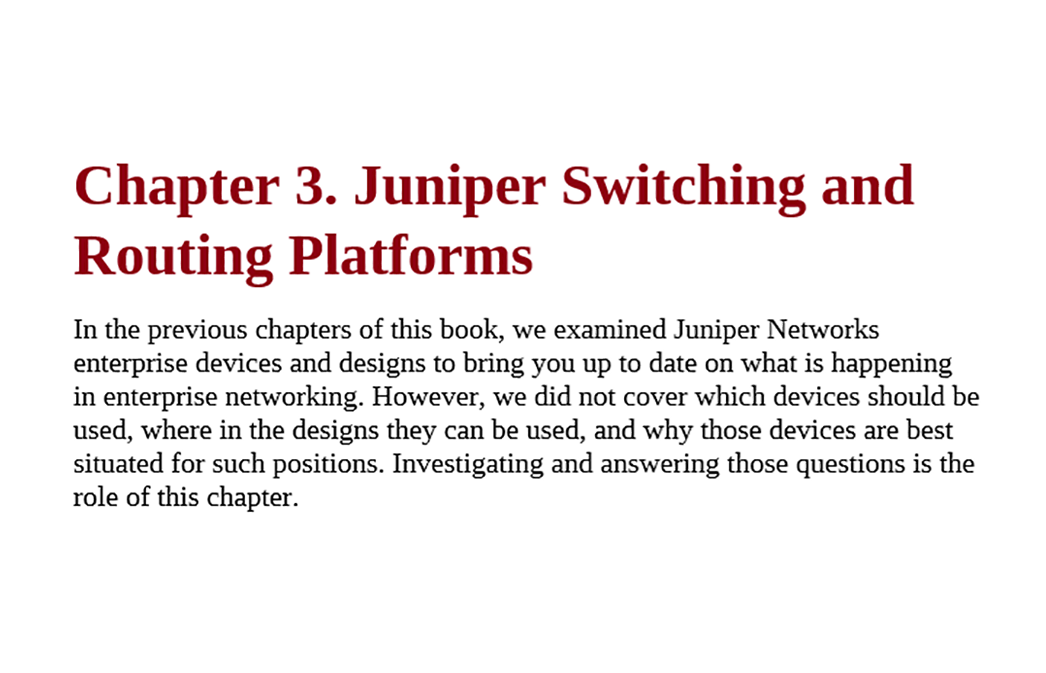 Chapter 3. Juniper Switching and
Routing Platforms
In the previous chapters of this book, we examined Juniper Networks
enterprise devices and designs to bring you up to date on what is happening
in enterprise networking. However, we did not cover which devices should be
used, where in the designs they can be used, and why those devices are best
situated for such positions. Investigating and answering those questions is the
role of this chapter.